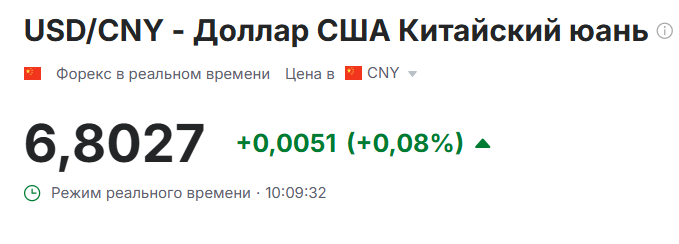 USD/CNY - Доллар США Китайский юань
Форекс в реальном времени Цена в CNY
6,8027 +0,0051 (+0,08%)
Режим реального времени · 10:09:32